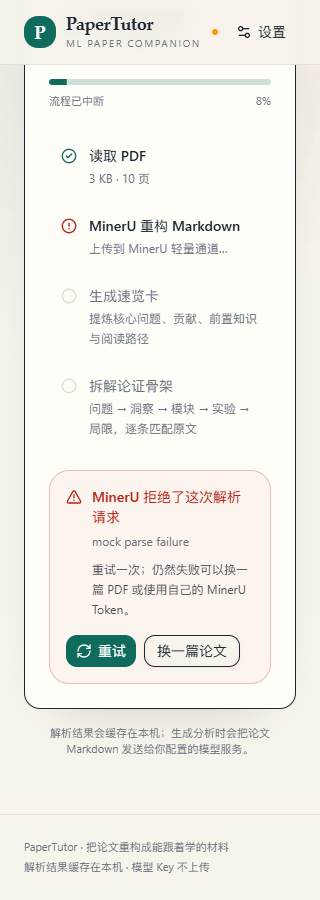 P
PaperTutor
ML PAPER COMPANION
设置
流程已中断
8%
读取 PDF
3 KB · 10 页
MinerU 重构 Markdown
上传到 MinerU 轻量通道...
生成速览卡
提炼核心问题、贡献、前置知识
与阅读路径
拆解论证骨架
问题 → 洞察 → 模块 → 实验 →
局限，逐条匹配原文
MinerU 拒绝了这次解析
请求
mock parse failure
重试一次；仍然失败可以换一
篇 PDF 或使用自己的 MinerU
Token。
重试
换一篇论文
解析结果会缓存在本机；生成分析时会把论文
Markdown 发送给你配置的模型服务。
PaperTutor · 把论文重构成能跟着学的材料
解析结果缓存在本机 · 模型 Key 不上传